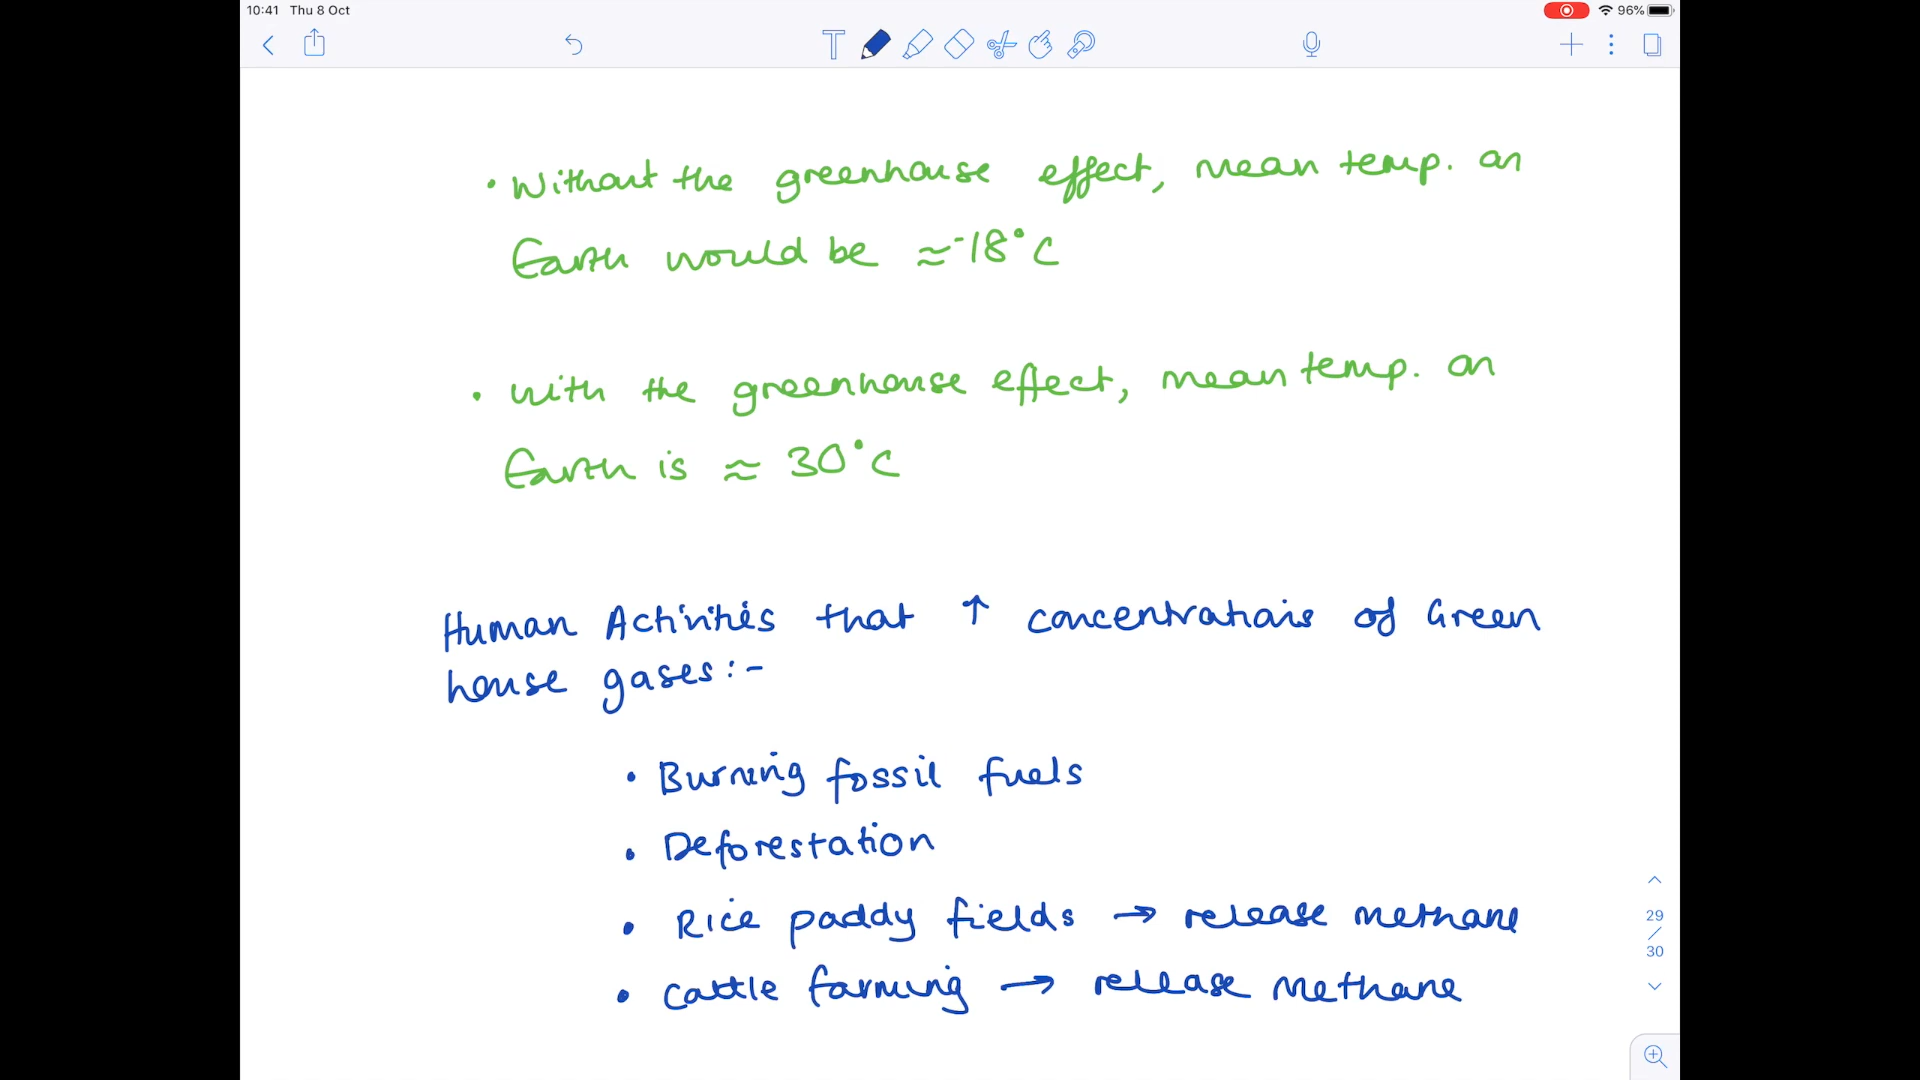 10:41 Thu 8 Oct
96%
T
• Without the greenhouse effect, mean temp. on
Earth would be ≈ -18°C
• With the greenhouse effect, mean temp. on
Earth is ≈ 30°C
Human Activities that ↑ concentrations of Green
house gases:-
• Burning fossil fuels
• Deforestation
• Rice paddy fields → release methane
• Cattle farming → release methane
29
/
30